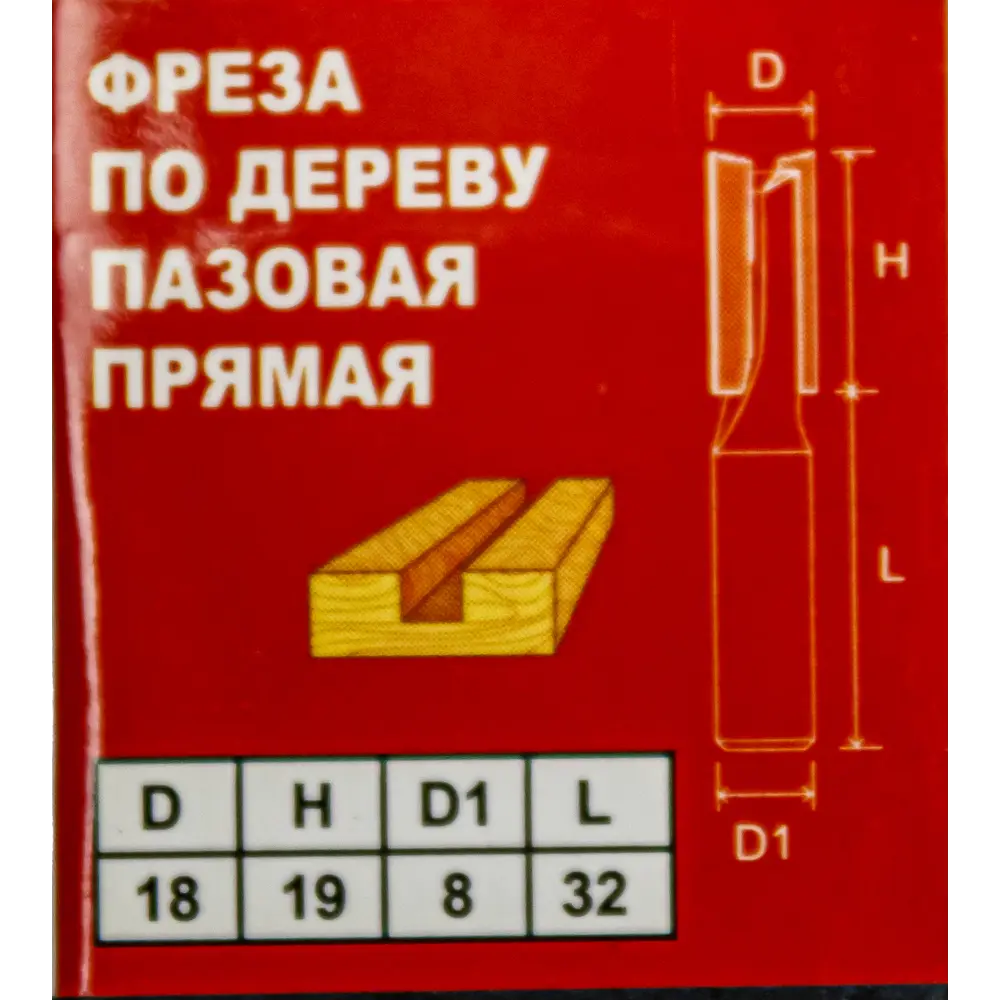 ФРЕЗА
D
ПО ДЕРЕВУ
ПАЗОВАЯ
H
ПРЯМАЯ
L
D H D1 L
D1
18 19 8 32